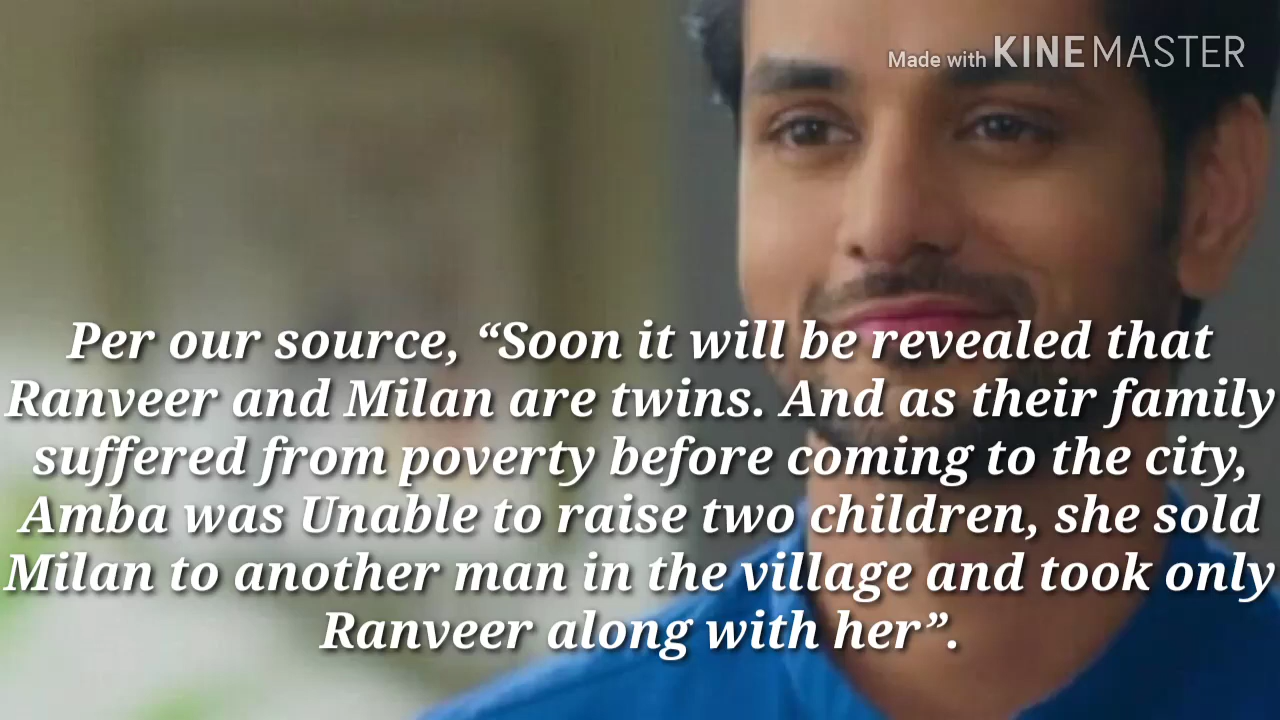 Made with KINEMASTER
Per our source, “Soon it will be revealed that
Ranveer and Milan are twins. And as their family
suffered from poverty before coming to the city,
Amba was Unable to raise two children, she sold
Milan to another man in the village and took only
Ranveer along with her”.